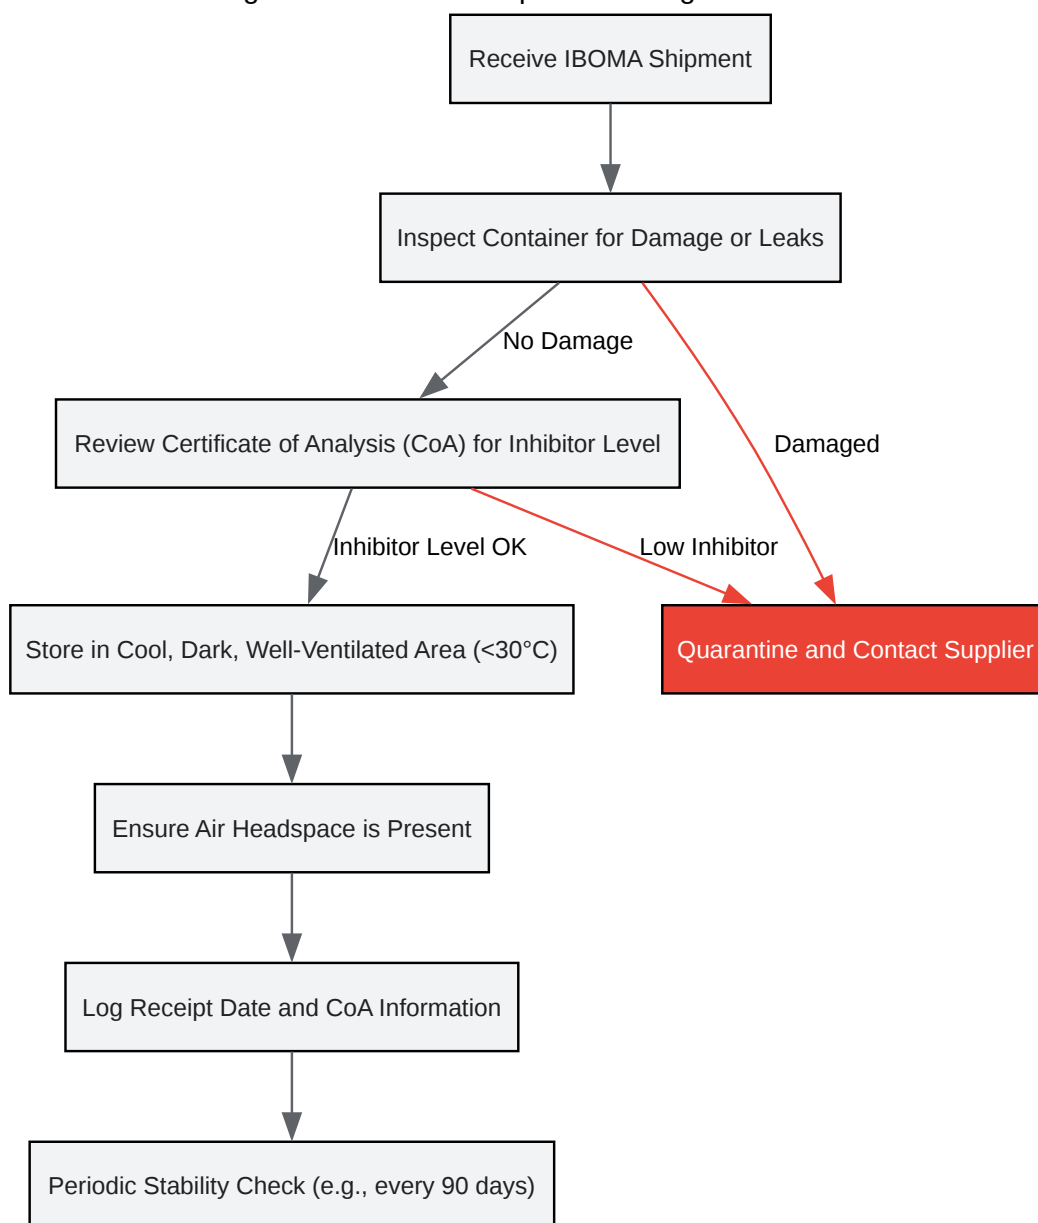 Receive IBOMA Shipment
Inspect Container for Damage or Leaks
No Damage
Review Certificate of Analysis (CoA) for Inhibitor Level
Damaged
Inhibitor Level OK
Low Inhibitor
Store in Cool, Dark, Well-Ventilated Area (<30°C)
Quarantine and Contact Supplier
Ensure Air Headspace is Present
Log Receipt Date and CoA Information
Periodic Stability Check (e.g., every 90 days)